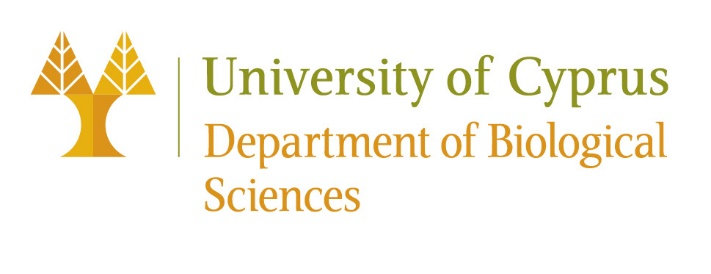 University of Cyprus
Department of Biological
Sciences